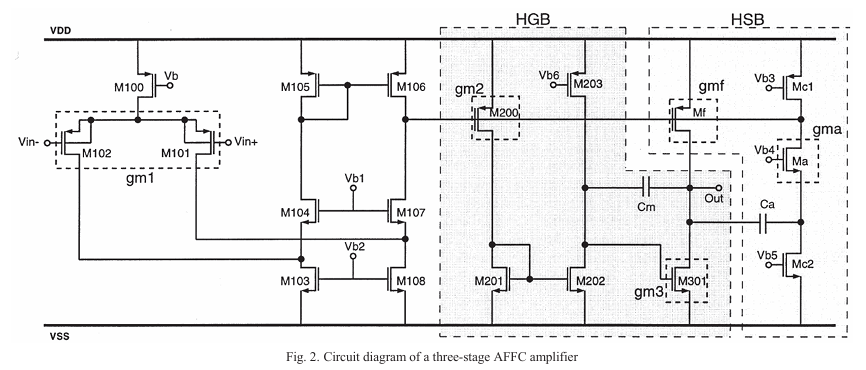 HGB
HSB
VDD
M100
Vb
M105
M106
gm2
M200
Vb6
M203
gmf
Mf
Vb3
Mc1
gma
Vin-
M102
M101
Vin+
gm1
Vb4
Ma
M104
Vb1
M107
Cm
Out
Ca
Vb2
M103
M108
M201
M202
gm3
M301
Vb5
Mc2
VSS
Fig. 2. Circuit diagram of a three-stage AFFC amplifier